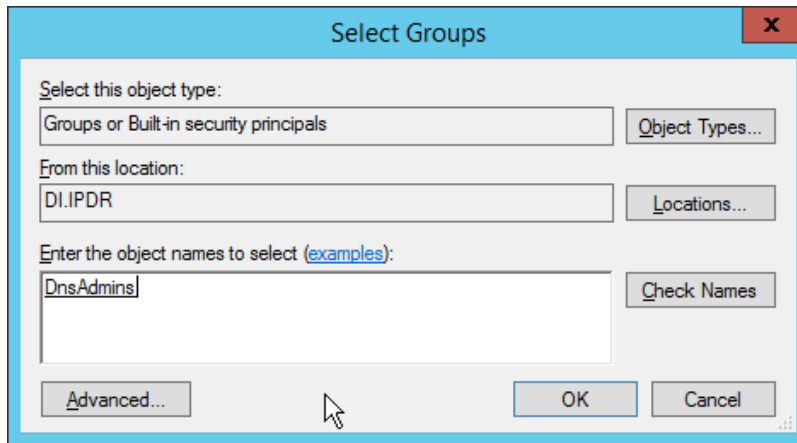 Select Groups
x
Select this object type:
Groups or Built-in security principals
Object Types...
From this location:
DI.IPDR
Locations...
Enter the object names to select (examples):
DnsAdmins
Check Names
Advanced...
OK
Cancel